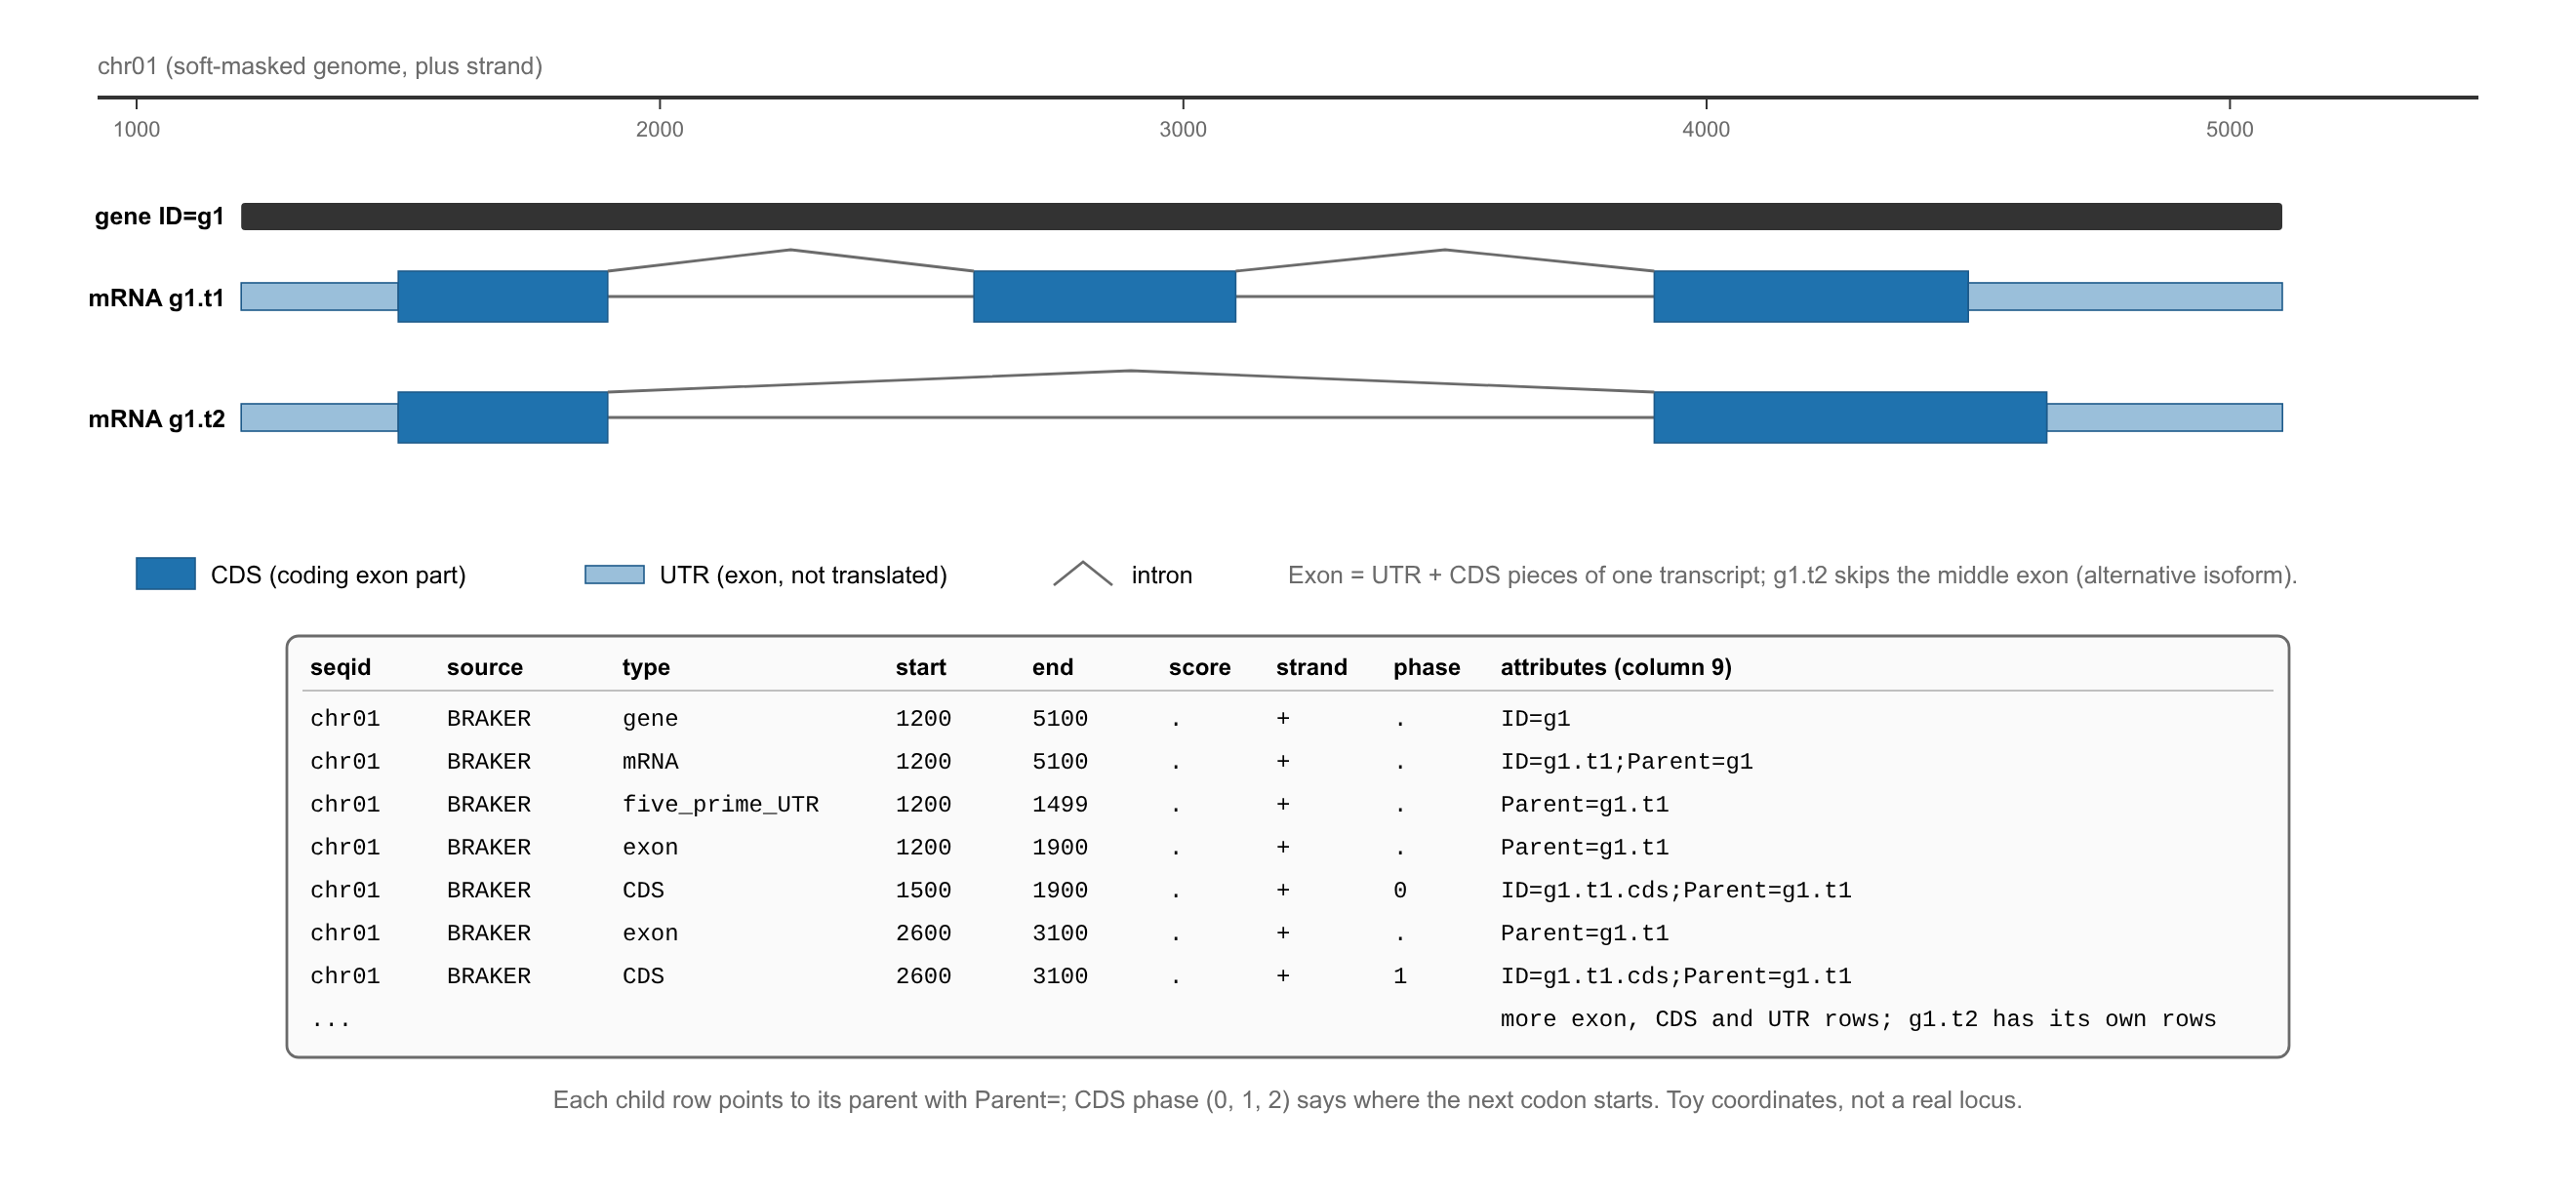 chr01 (soft-masked genome, plus strand)
1000 2000 3000 4000 5000
gene ID=g1
mRNA g1.t1
mRNA g1.t2
CDS (coding exon part) UTR (exon, not translated) intron Exon = UTR + CDS pieces of one transcript; g1.t2 skips the middle exon (alternative isoform).
seqid source type start end score strand phase attributes (column 9)
chr01 BRAKER gene 1200 5100 . + . ID=g1
chr01 BRAKER mRNA 1200 5100 . + . ID=g1.t1;Parent=g1
chr01 BRAKER five_prime_UTR 1200 1499 . + . Parent=g1.t1
chr01 BRAKER exon 1200 1900 . + . Parent=g1.t1
chr01 BRAKER CDS 1500 1900 . + 0 ID=g1.t1.cds;Parent=g1.t1
chr01 BRAKER exon 2600 3100 . + . Parent=g1.t1
chr01 BRAKER CDS 2600 3100 . + 1 ID=g1.t1.cds;Parent=g1.t1
... more exon, CDS and UTR rows; g1.t2 has its own rows
Each child row points to its parent with Parent=; CDS phase (0, 1, 2) says where the next codon starts. Toy coordinates, not a real locus.